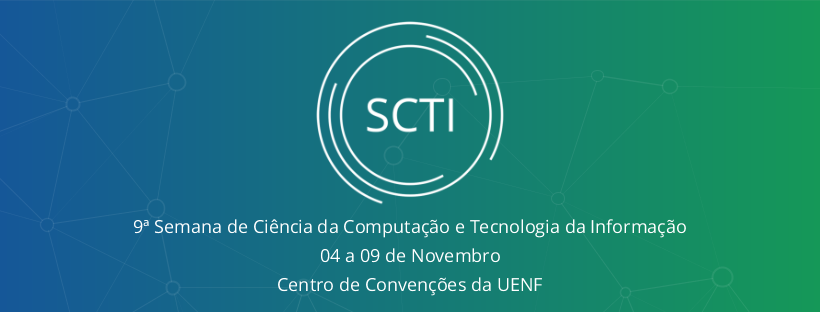 SCTI
9ª Semana de Ciência da Computação e Tecnologia da Informação
04 a 09 de Novembro
Centro de Convenções da UENF